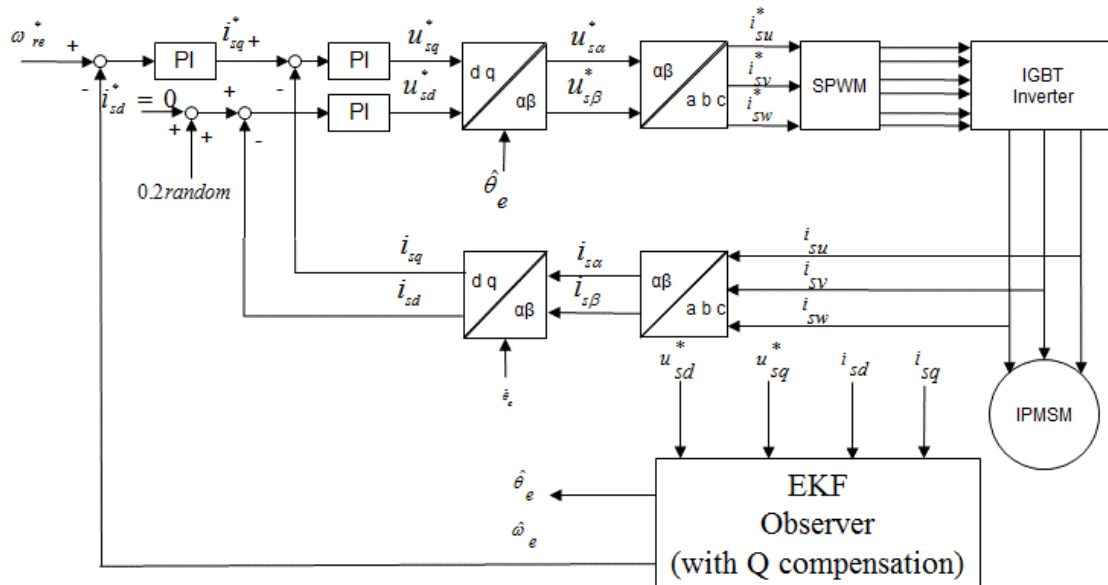 ω*re + - PI i*sq + - PI u*sq d q αβ u*sα αβ a b c i*su SPWM IGBT Inverter
i*sd = 0 + + + - PI u*sd u*sβ i*sv
i*sw
0.2random
θ̂e
isq d q αβ isα αβ a b c isu
isd isβ isv
isw
u*sd u*sq isd isq
IPMSM
θ̂e
ω̂e
EKF
Observer
(with Q compensation)